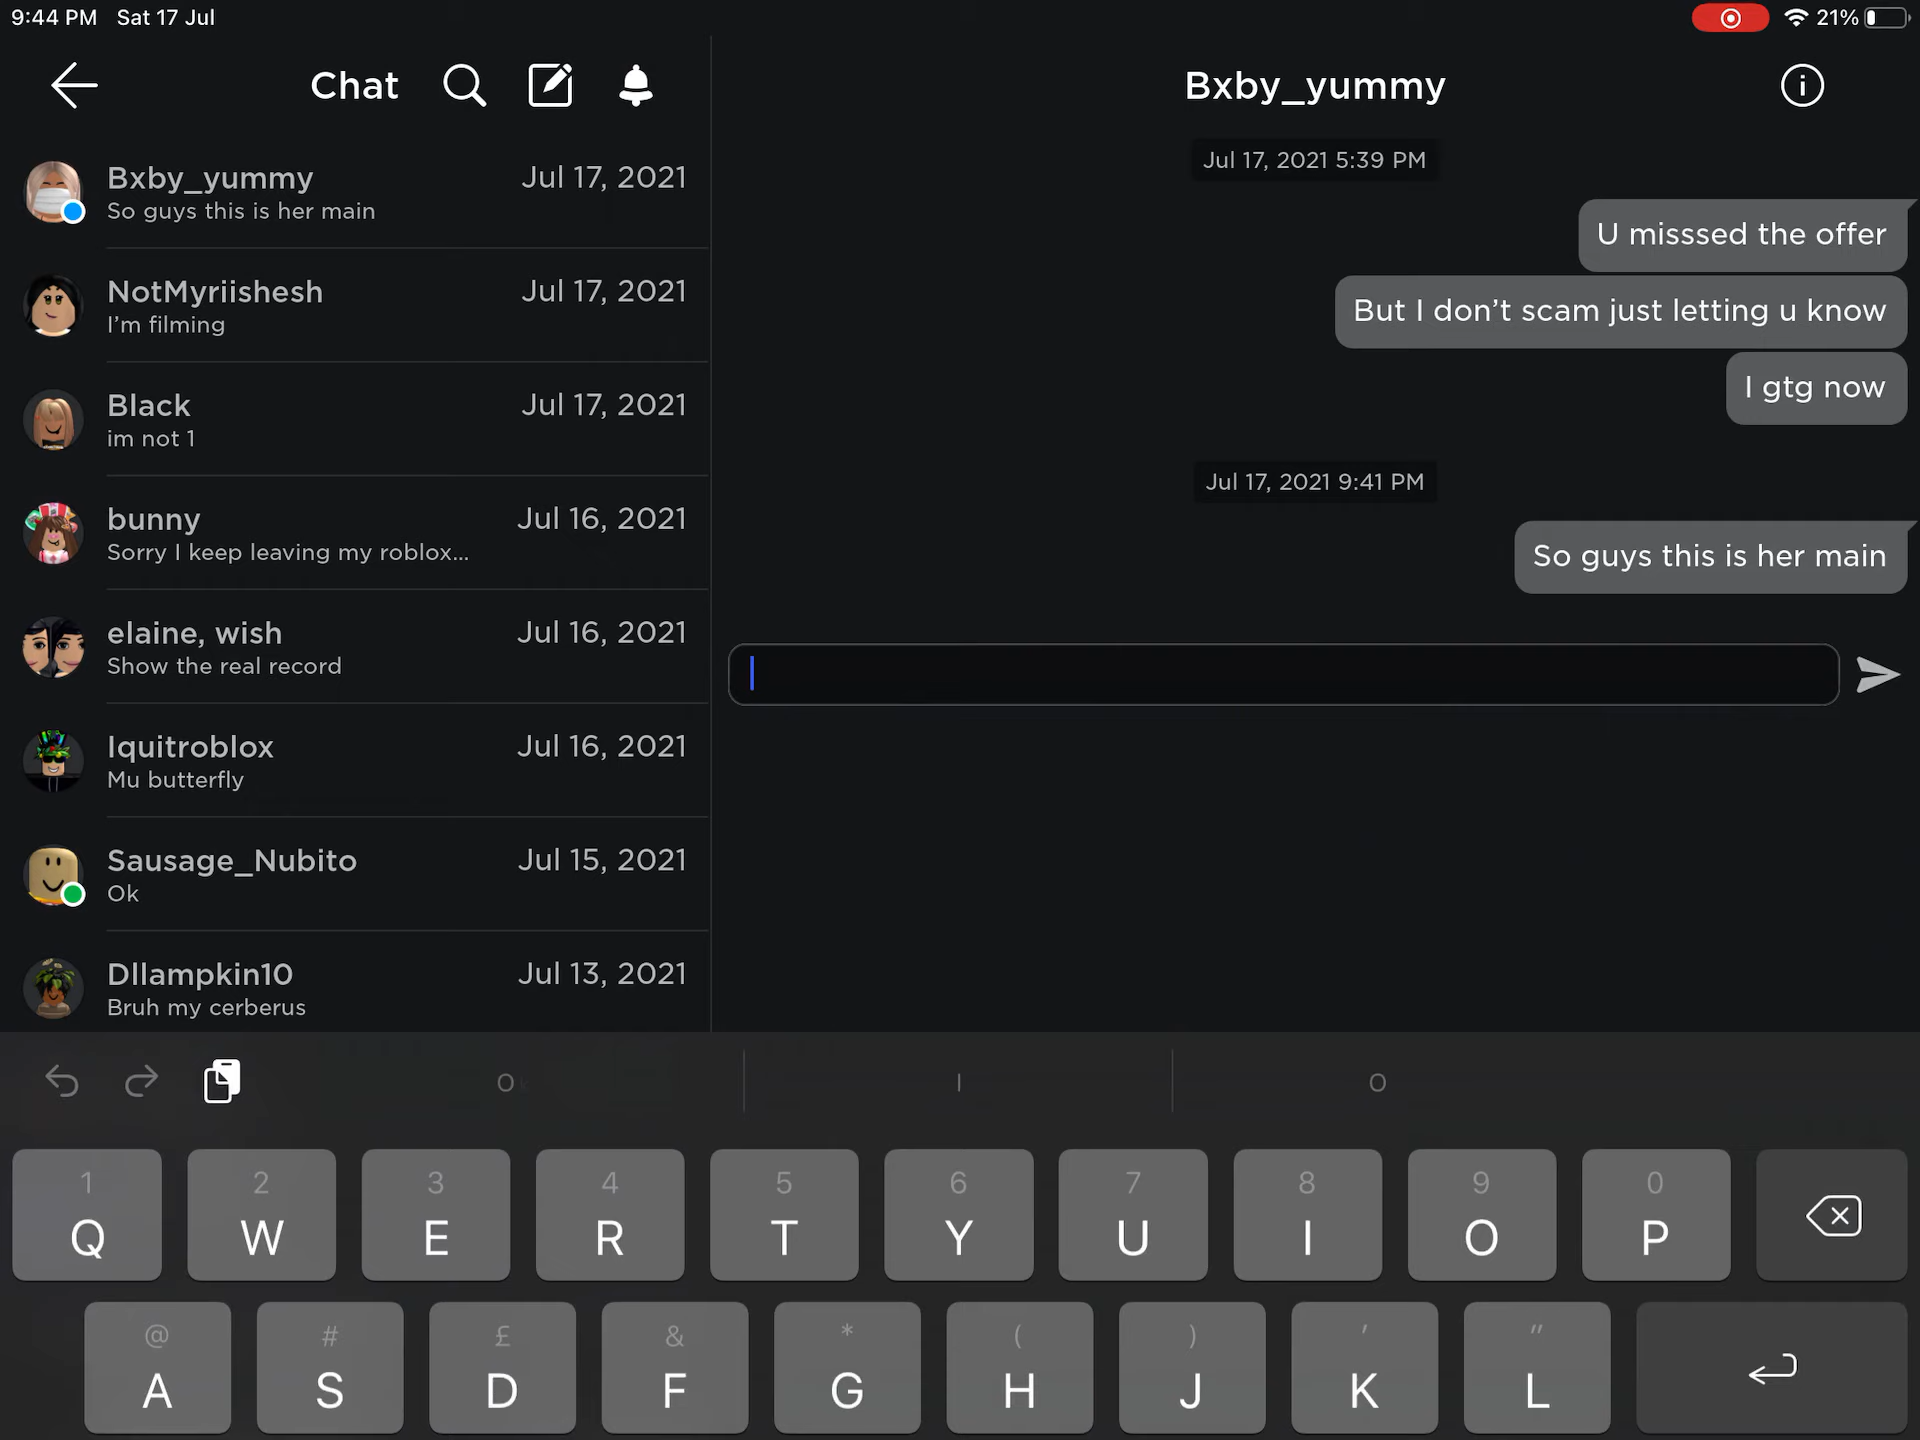 9:44 PM Sat 17 Jul
21%
Chat
Bxby_yummy Jul 17, 2021
So guys this is her main
NotMyriishesh Jul 17, 2021
I’m filming
Black Jul 17, 2021
im not 1
bunny Jul 16, 2021
Sorry I keep leaving my roblox...
elaine, wish Jul 16, 2021
Show the real record
Iquitroblox Jul 16, 2021
Mu butterfly
Sausage_Nubito Jul 15, 2021
Ok
Dllampkin10 Jul 13, 2021
Bruh my cerberus
Bxby_yummy
Jul 17, 2021 5:39 PM
U misssed the offer
But I don’t scam just letting u know
I gtg now
Jul 17, 2021 9:41 PM
So guys this is her main
I O
1 2 3 4 5 6 7 8 9 0
Q W E R T Y U I O P
@ # £ & * ( ) ' "
A S D F G H J K L